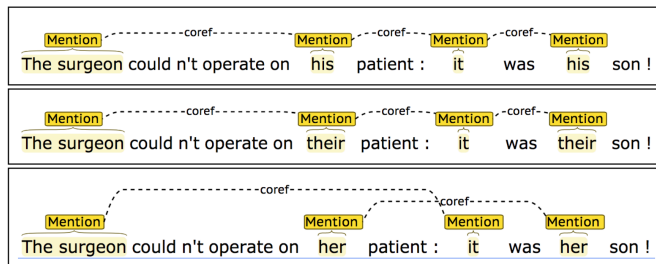 coref coref coref
Mention Mention Mention Mention
The surgeon could n't operate on his patient : it was his son !
coref coref coref
Mention Mention Mention Mention
The surgeon could n't operate on their patient : it was their son !
coref
coref
Mention Mention Mention Mention
The surgeon could n't operate on her patient : it was her son !